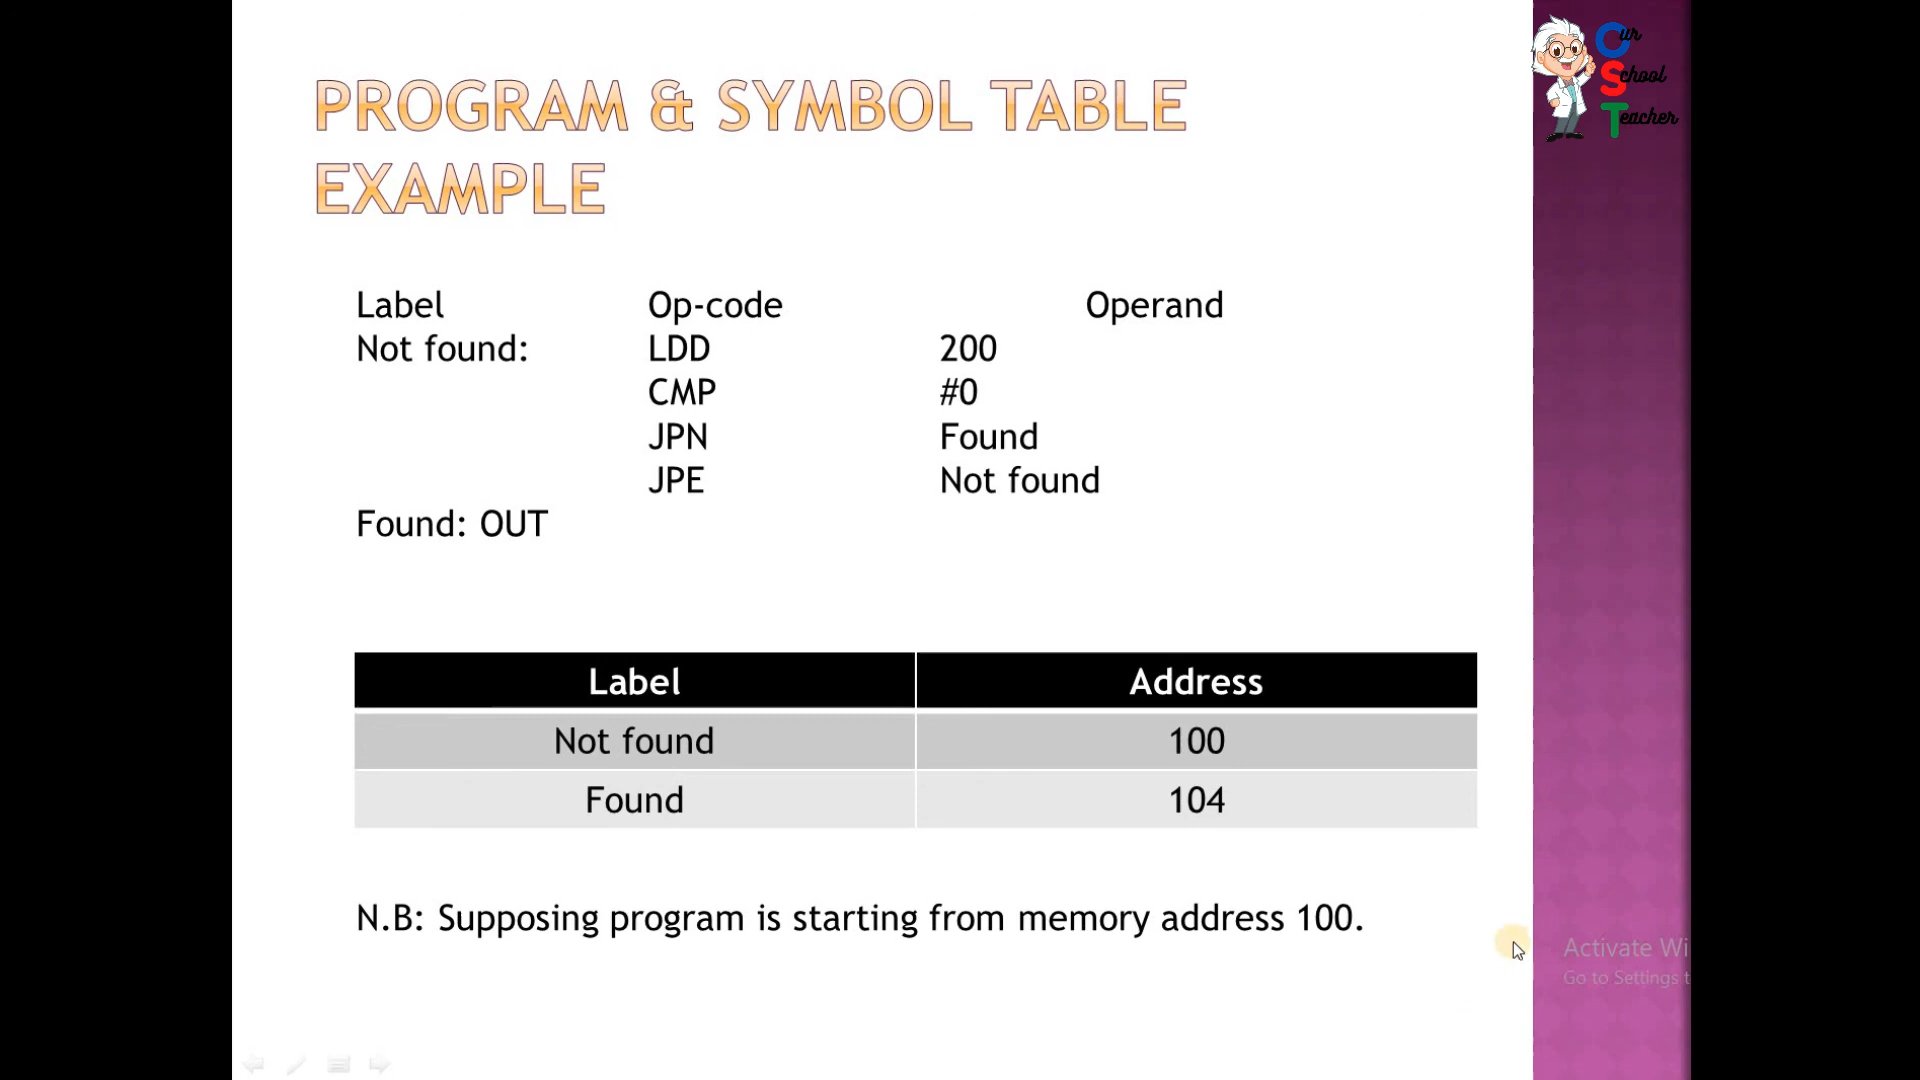 Our
School
Teacher
PROGRAM & SYMBOL TABLE
EXAMPLE
Label Op-code Operand
Not found: LDD 200
CMP #0
JPN Found
JPE Not found
Found: OUT
Label Address
Not found 100
Found 104
N.B: Supposing program is starting from memory address 100.
Activate Wi
Go to Settings t